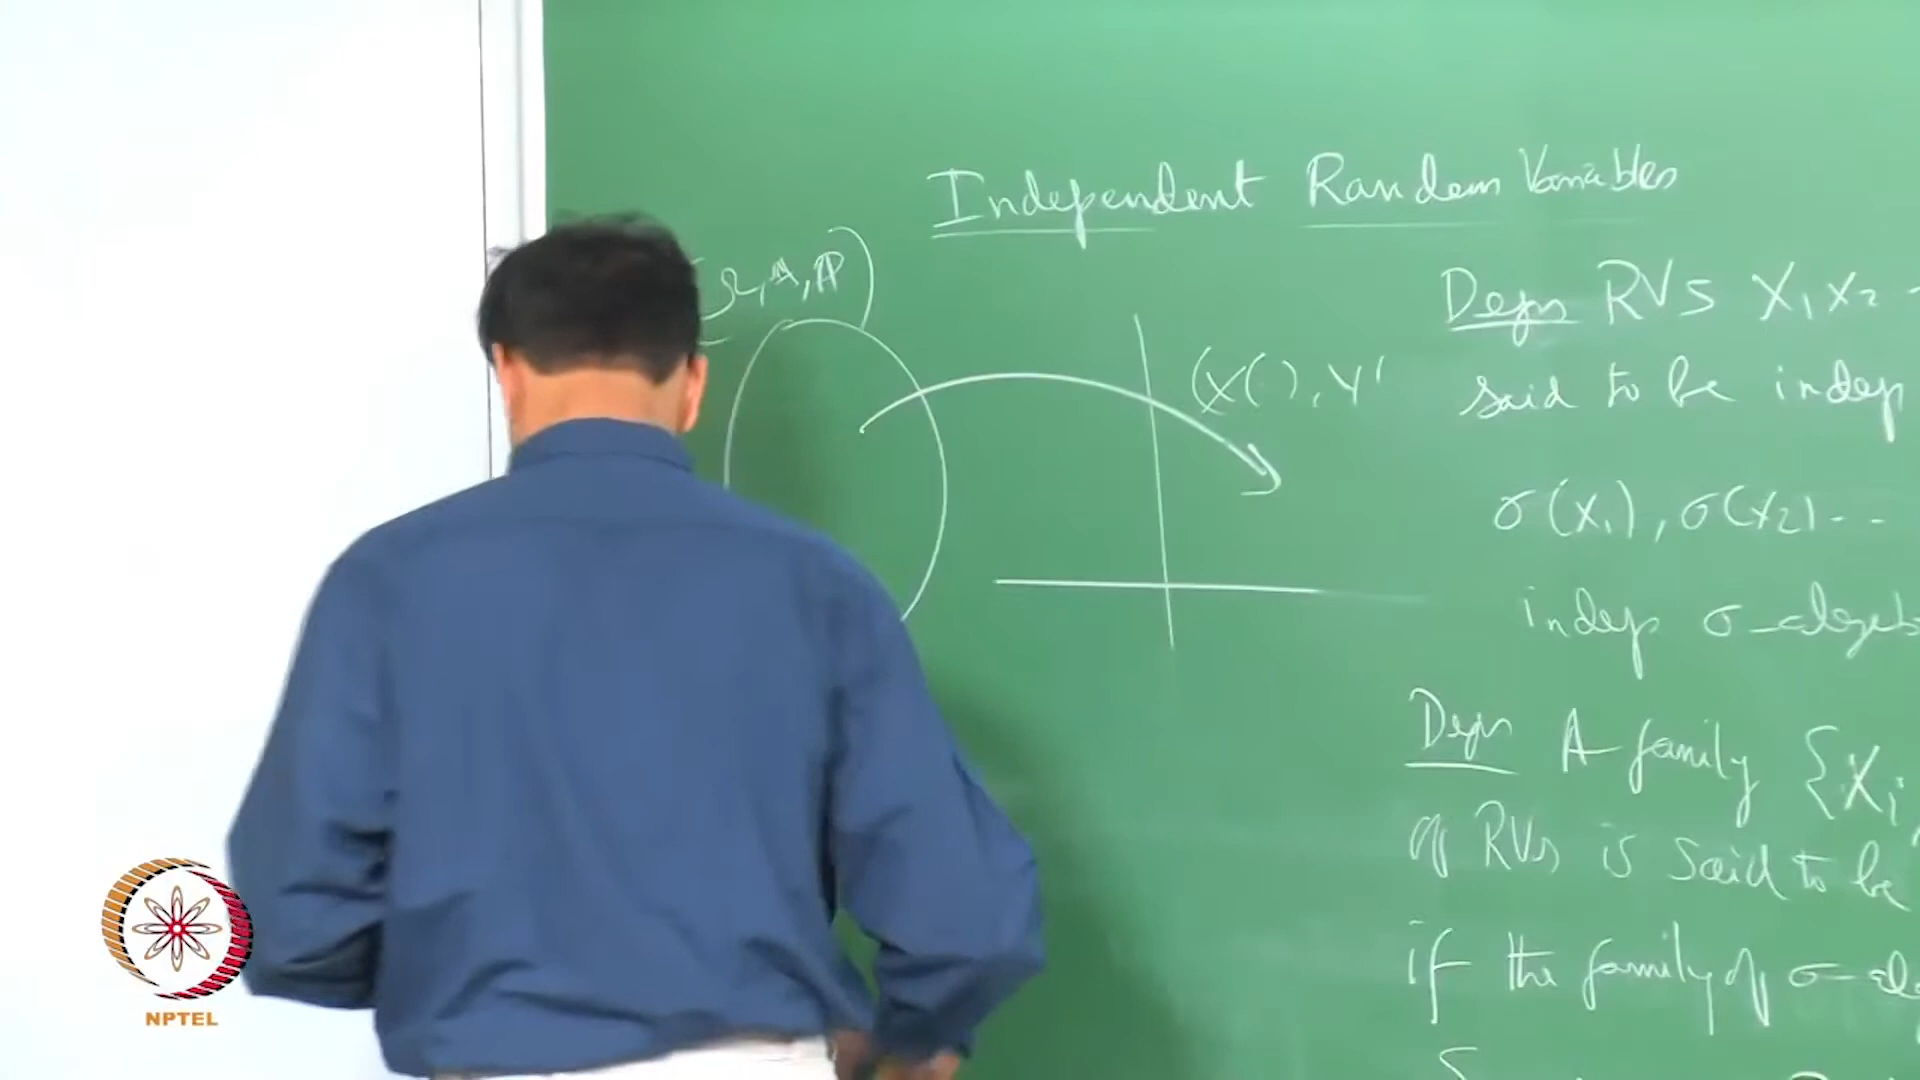 Independent Random Variables
Ω, A, ℙ)
(X(), Y(
Defn RVs X₁ X₂ -
said to be indep
σ(X₁), σ(X₂) - -
indep σ-algeb
Defn A family {Xi,
of RVs is said to be
if the family of σ-al
{
NPTEL